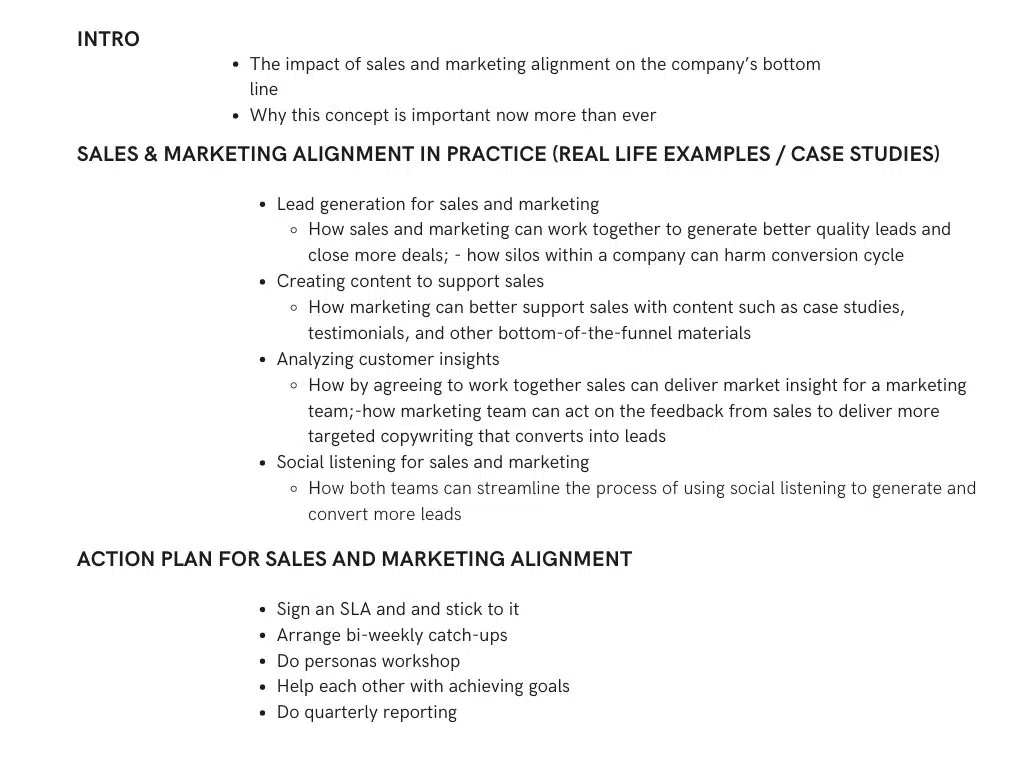 INTRO
• The impact of sales and marketing alignment on the company’s bottom
line
• Why this concept is important now more than ever
SALES & MARKETING ALIGNMENT IN PRACTICE (REAL LIFE EXAMPLES / CASE STUDIES)
• Lead generation for sales and marketing
◦ How sales and marketing can work together to generate better quality leads and
close more deals; - how silos within a company can harm conversion cycle
• Creating content to support sales
◦ How marketing can better support sales with content such as case studies,
testimonials, and other bottom-of-the-funnel materials
• Analyzing customer insights
◦ How by agreeing to work together sales can deliver market insight for a marketing
team;-how marketing team can act on the feedback from sales to deliver more
targeted copywriting that converts into leads
• Social listening for sales and marketing
◦ How both teams can streamline the process of using social listening to generate and
convert more leads
ACTION PLAN FOR SALES AND MARKETING ALIGNMENT
• Sign an SLA and and stick to it
• Arrange bi-weekly catch-ups
• Do personas workshop
• Help each other with achieving goals
• Do quarterly reporting